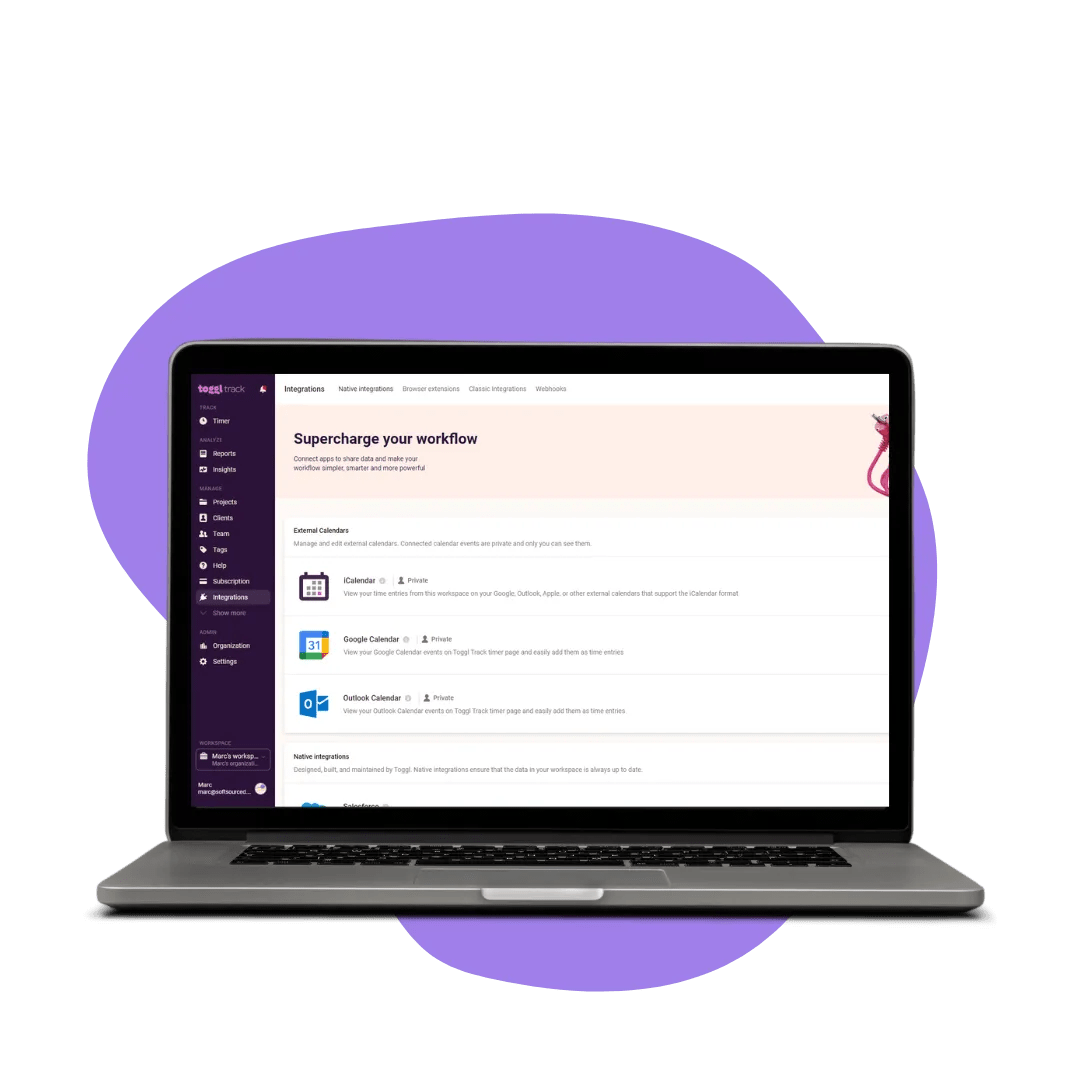 toggl track
TRACK
Timer
ANALYZE
Reports
Insights
MANAGE
Projects
Clients
Team
Tags
Help
Subscription
Integrations
Show more
ADMIN
Organization
Settings
WORKSPACE
Marc's worksp...
Marc's organizati...
Marc
marc@softsourced...
Integrations Native integrations Browser extensions Classic Integrations Webhooks
Supercharge your workflow
Connect apps to share data and make your
workflow simpler, smarter and more powerful
External Calendars
Manage and edit external calendars. Connected calendar events are private and only you can see them.
iCalendar Private
View your time entries from this workspace on your Google, Outlook, Apple, or other external calendars that support the iCalendar format
31
Google Calendar Private
View your Google Calendar events on Toggl Track timer page and easily add them as time entries
O
Outlook Calendar Private
View your Outlook Calendar events on Toggl Track timer page and easily add them as time entries
Native integrations
Designed, built, and maintained by Toggl. Native integrations ensure that the data in your workspace is always up to date.
Salesforce